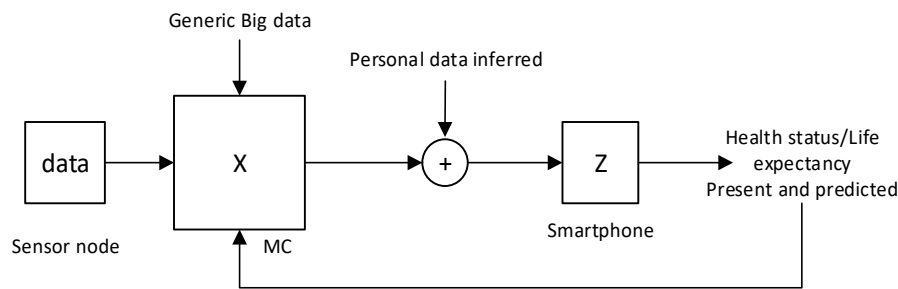 Generic Big data
Personal data inferred
data
X
+
Z
Health status/Life
expectancy
Present and predicted
Sensor node
MC
Smartphone